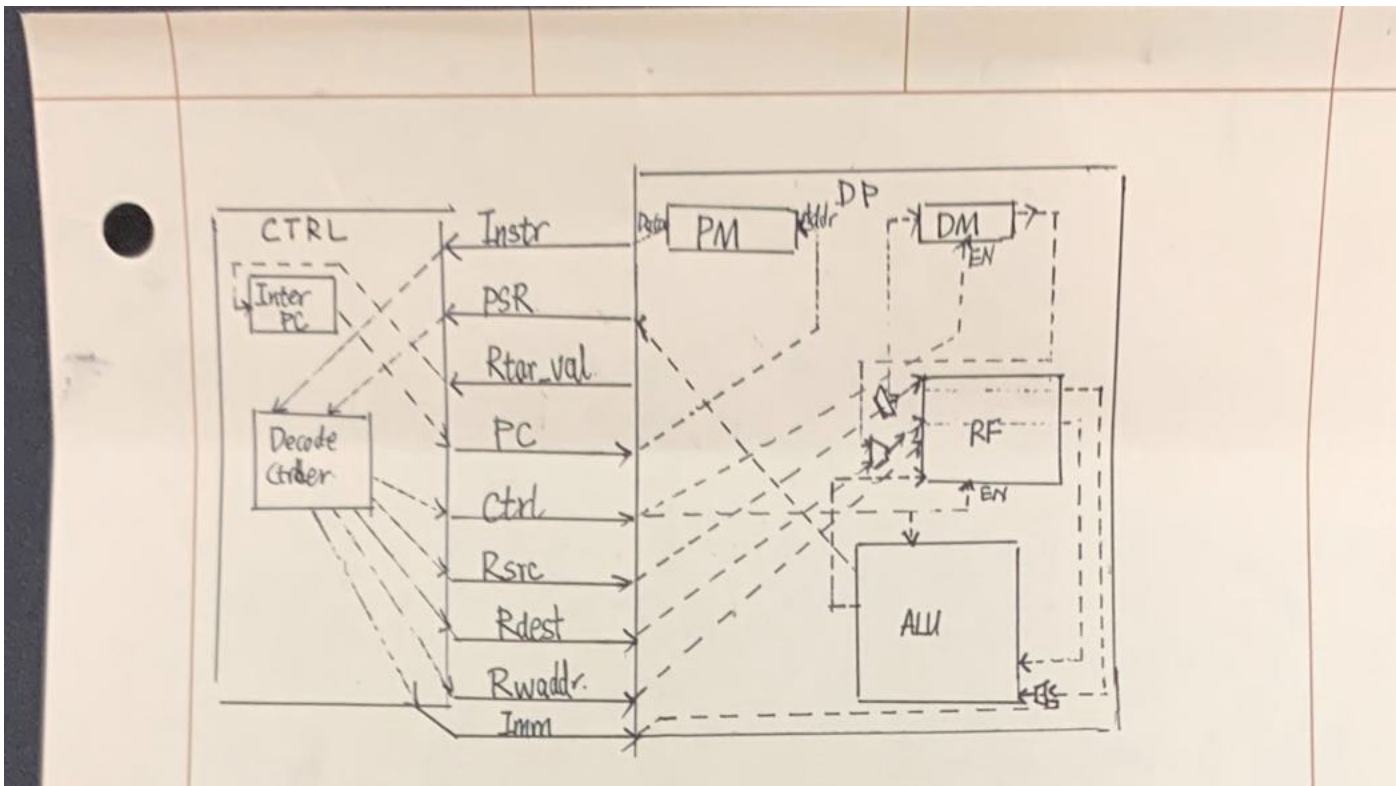 CTRL
Inter
PC
Decode
Ctrder
Instr
PSR
Rtar_val
PC
Ctrl
Rsrc
Rdest
Rwaddr.
Imm
DP
Data
PM
Addr
DM
EN
RF
EN
ALU